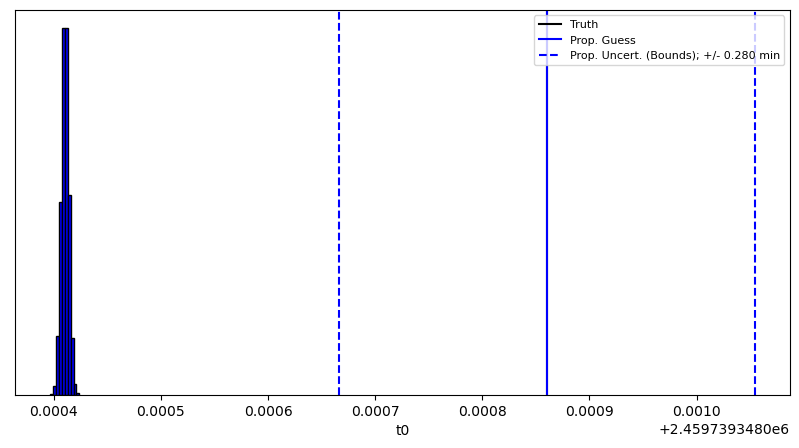 Truth
Prop. Guess
Prop. Uncert. (Bounds); +/- 0.280 min
0.0004 0.0005 0.0006 0.0007 0.0008 0.0009 0.0010
t0
+2.4597393480e6